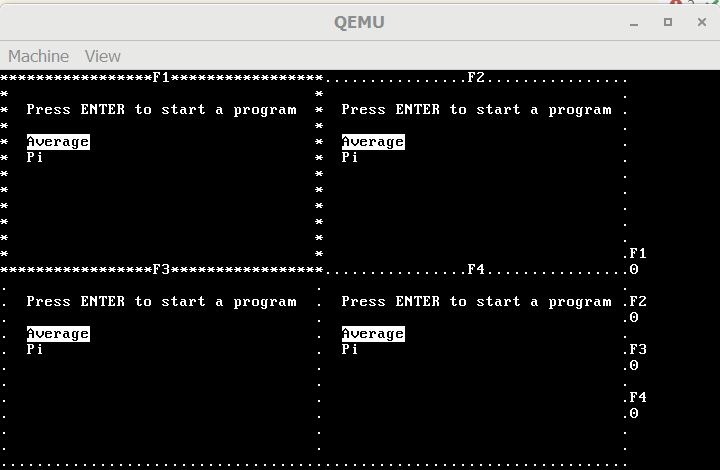 QEMU
Machine View
*****************F1*****************................F2................
Press ENTER to start a program Press ENTER to start a program
Average Average
Pi Pi
F1
*****************F3*****************................F4................0
Press ENTER to start a program Press ENTER to start a program F2
0
Average Average
Pi Pi F3
0
F4
0